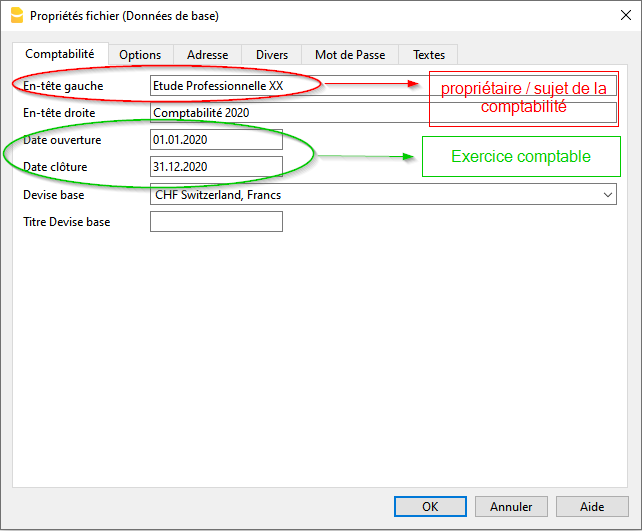 Propriétés fichier (Données de base)
Comptabilité Options Adresse Divers Mot de Passe Textes
En-tête gauche Etude Professionnelle XX
propriétaire / sujet de la
comptabilité
En-tête droite Comptabilité 2020
Date ouverture 01.01.2020
Date clôture 31.12.2020
Exercice comptable
Devise base CHF Switzerland, Francs
Titre Devise base
OK Annuler Aide